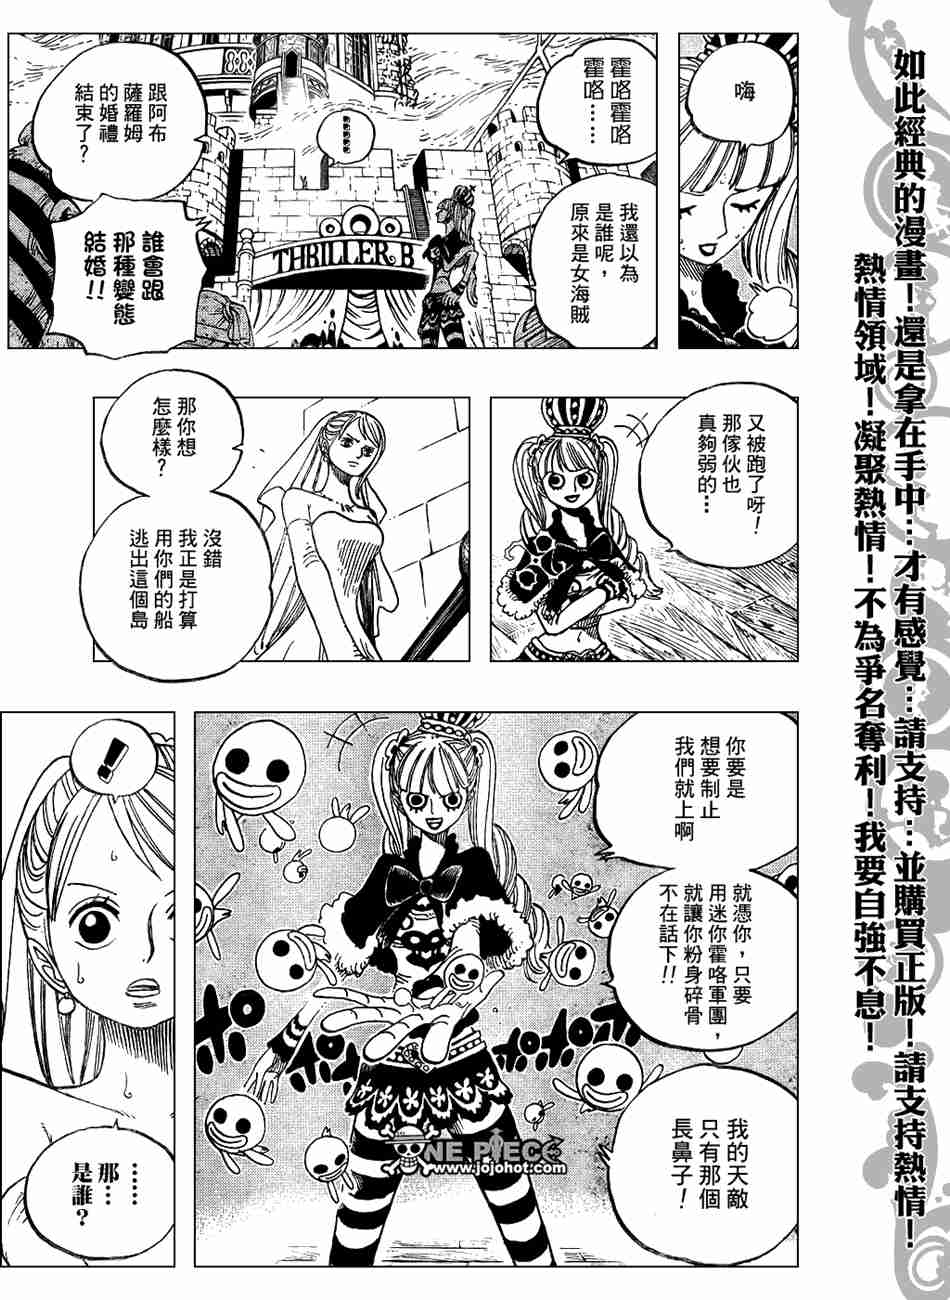 如此經典的漫畫！還是拿在手中…才有感覺…請支持…並購買正版！請支持熱情！
熱情領域！凝聚熱情！不為爭名奪利！我要自強不息！
嗨
霍咯霍咯
霍咯……
我還以為
是誰呢，
原來是女海賊
跟阿布
薩羅姆
的婚禮
結束了？
誰會跟
那種變態
結婚！！
THRILLER B
又被跑了呀！
那傢伙也
真夠弱的…
那你想
怎麼樣？
沒錯
我正是打算
用你們的船
逃出這個島
你要是
想要制止
我們就上啊
就憑你，只要
用迷你霍咯軍團，
就讓你粉身碎骨
不在話下！！
我的天敵
只有那個
長鼻子！
ポポポポ
ポポポ
ONE PIECE
www.jojohot.com
！
……
那…
是誰？